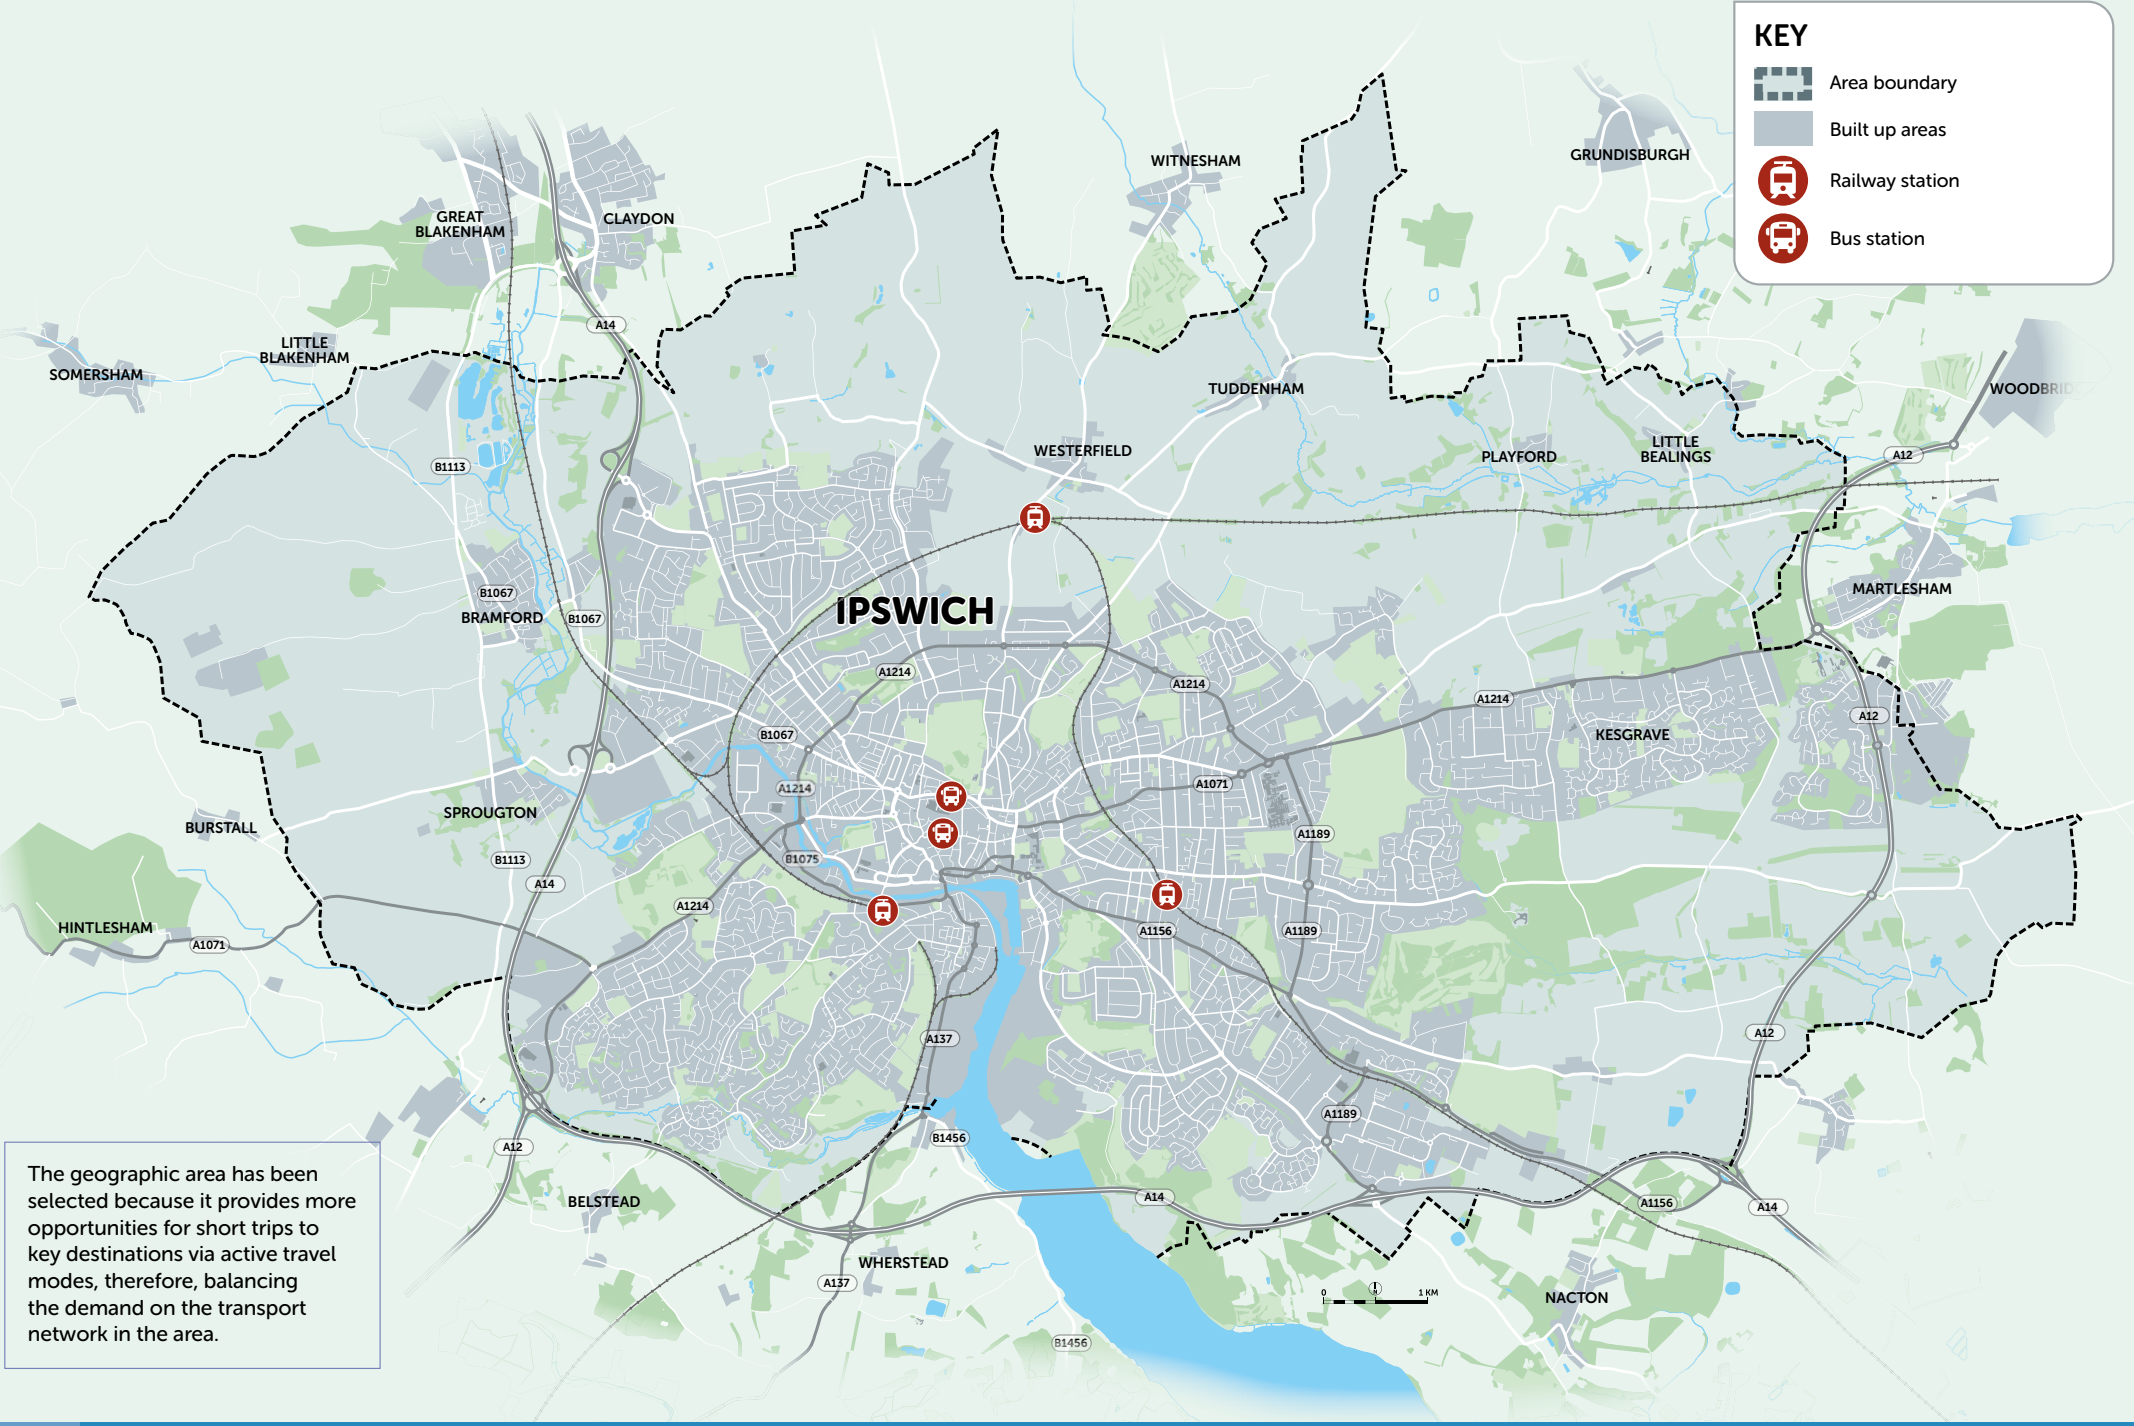 KEY
Area boundary
Built up areas
Railway station
Bus station
WITNESHAM
GRUNDISBURGH
GREAT
BLAKENHAM
CLAYDON
A14
LITTLE
BLAKENHAM
SOMERSHAM
TUDDENHAM
WESTERFIELD
PLAYFORD
LITTLE
BEALINGS
A12
B1113
B1067
BRAMFORD
B1067
IPSWICH
MARTLESHAM
A1214
A1214
A1214
A12
KESGRAVE
B1067
A1214
A1071
SPROUGTON
BURSTALL
A1189
B1113
B1075
A14
A1214
HINTLESHAM
A1071
A1156
A1189
A137
A12
A1189
B1456
A12
A14
BELSTEAD
A1156
A14
WHERSTEAD
A137
NACTON
0
N
1 KM
B1456
The geographic area has been
selected because it provides more
opportunities for short trips to
key destinations via active travel
modes, therefore, balancing
the demand on the transport
network in the area.